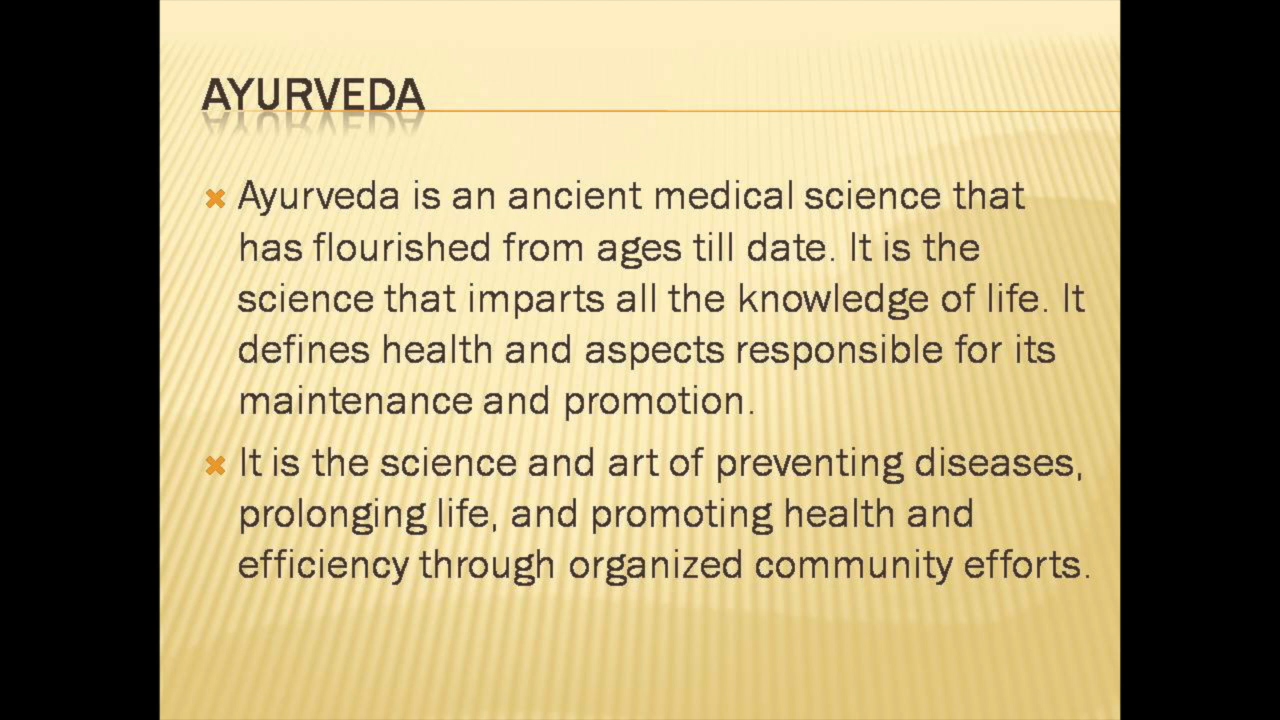 AYURVEDA
Ayurveda is an ancient medical science that
has flourished from ages till date. It is the
science that imparts all the knowledge of life. It
defines health and aspects responsible for its
maintenance and promotion.
It is the science and art of preventing diseases,
prolonging life, and promoting health and
efficiency through organized community efforts.